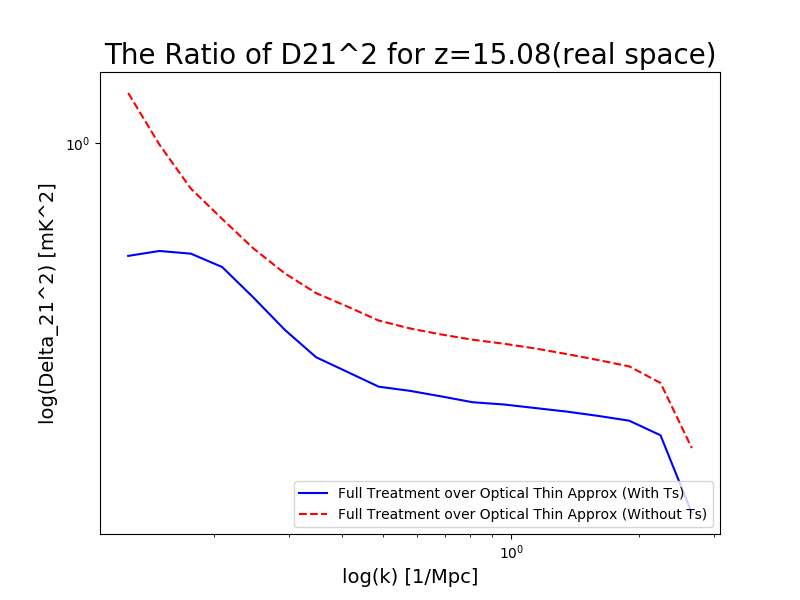 The Ratio of D21^2 for z=15.08(real space)
10^0
log(Delta_21^2) [mK^2]
Full Treatment over Optical Thin Approx (With Ts)
Full Treatment over Optical Thin Approx (Without Ts)
10^0
log(k) [1/Mpc]